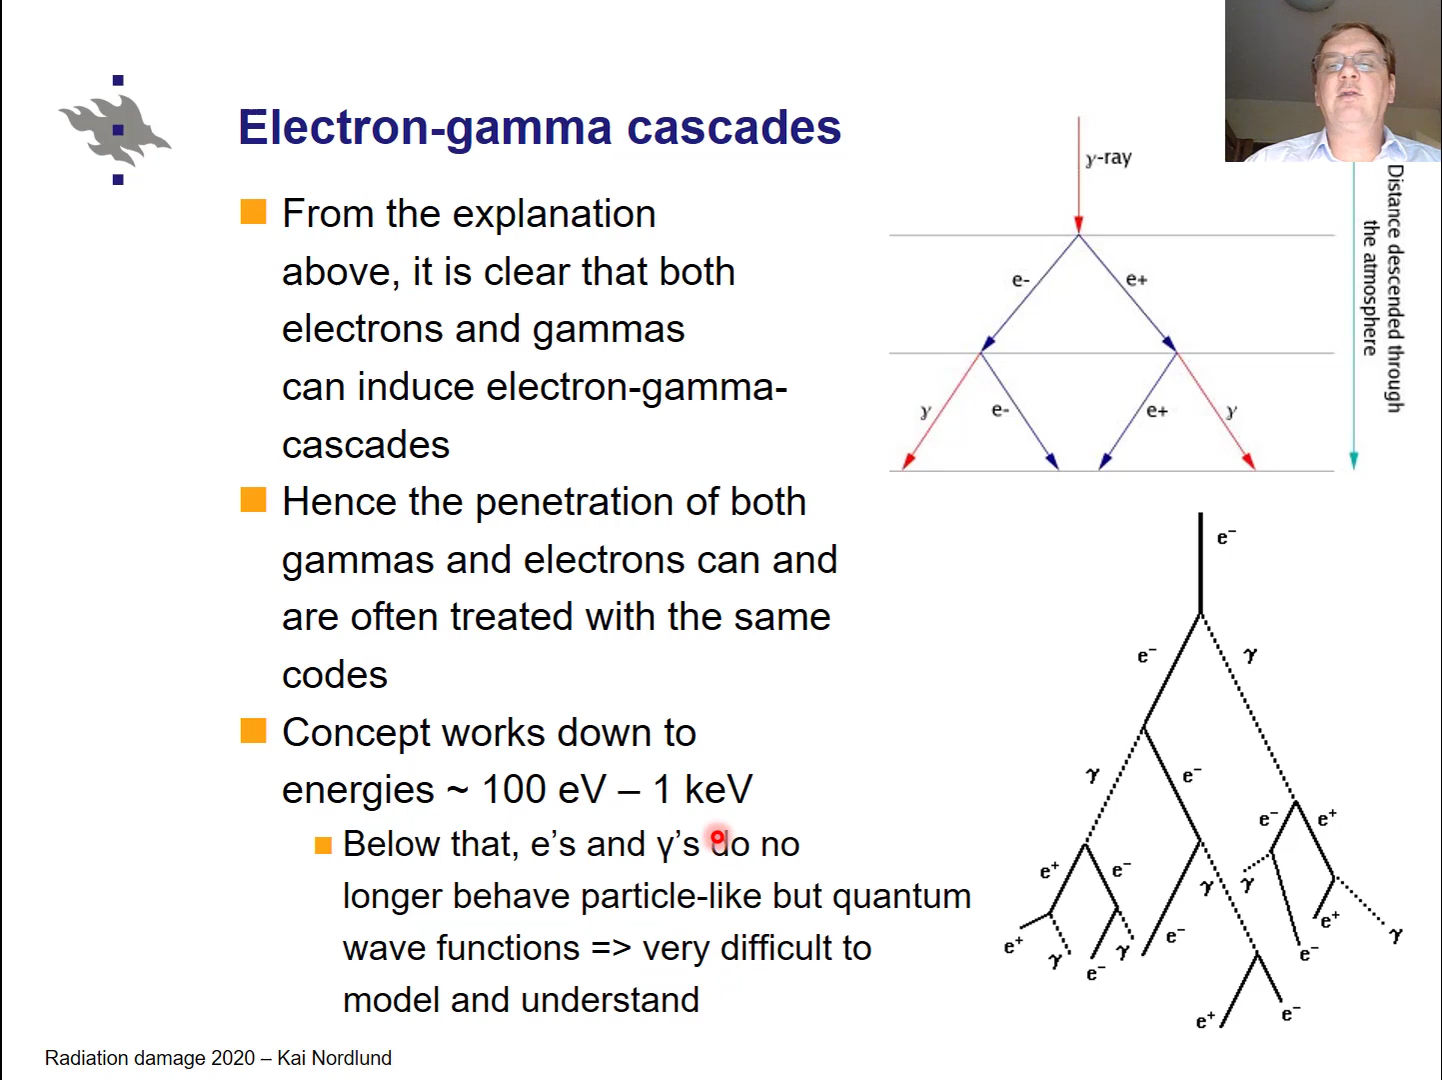 Electron-gamma cascades
From the explanation
above, it is clear that both
electrons and gammas
can induce electron-gamma-
cascades
Hence the penetration of both
gammas and electrons can and
are often treated with the same
codes
Concept works down to
energies ~ 100 eV – 1 keV
Below that, e’s and γ’s do no
longer behave particle-like but quantum
wave functions => very difficult to
model and understand
γ-ray
e-
e+
γ
e-
e+
γ
Distance descended through
the atmosphere
e⁻
e⁻
γ
γ
e⁻
e⁻
e⁺
e⁺
e⁻
γ
γ
e⁺
γ
e⁻
γ
e⁻
e⁻
e⁺
γ
e⁻
e⁺
e⁻
Radiation damage 2020 – Kai Nordlund